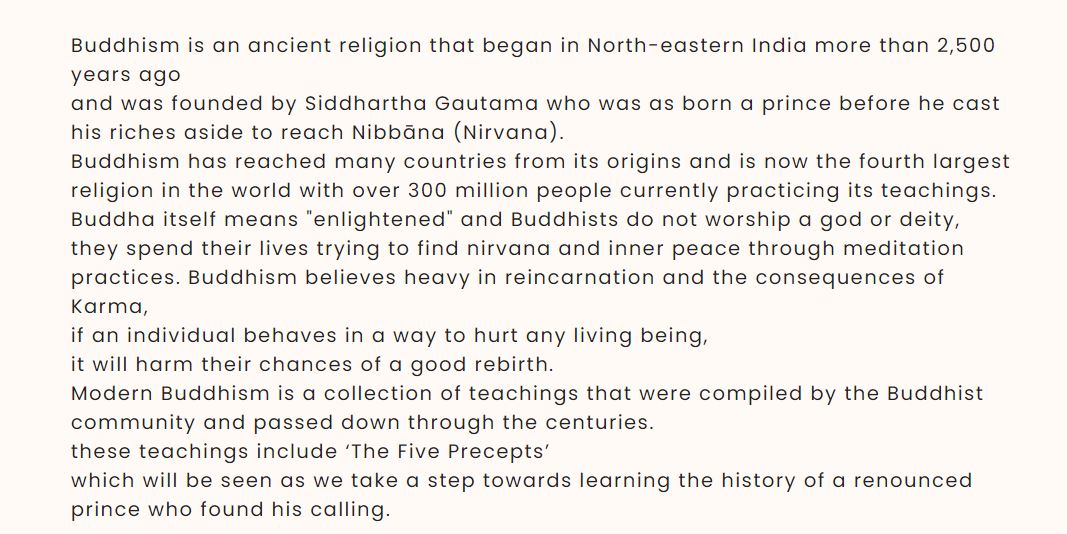 Buddhism is an ancient religion that began in North-eastern India more than 2,500
years ago
and was founded by Siddhartha Gautama who was as born a prince before he cast
his riches aside to reach Nibbāna (Nirvana).
Buddhism has reached many countries from its origins and is now the fourth largest
religion in the world with over 300 million people currently practicing its teachings.
Buddha itself means "enlightened" and Buddhists do not worship a god or deity,
they spend their lives trying to find nirvana and inner peace through meditation
practices. Buddhism believes heavy in reincarnation and the consequences of
Karma,
if an individual behaves in a way to hurt any living being,
it will harm their chances of a good rebirth.
Modern Buddhism is a collection of teachings that were compiled by the Buddhist
community and passed down through the centuries.
these teachings include ‘The Five Precepts’
which will be seen as we take a step towards learning the history of a renounced
prince who found his calling.